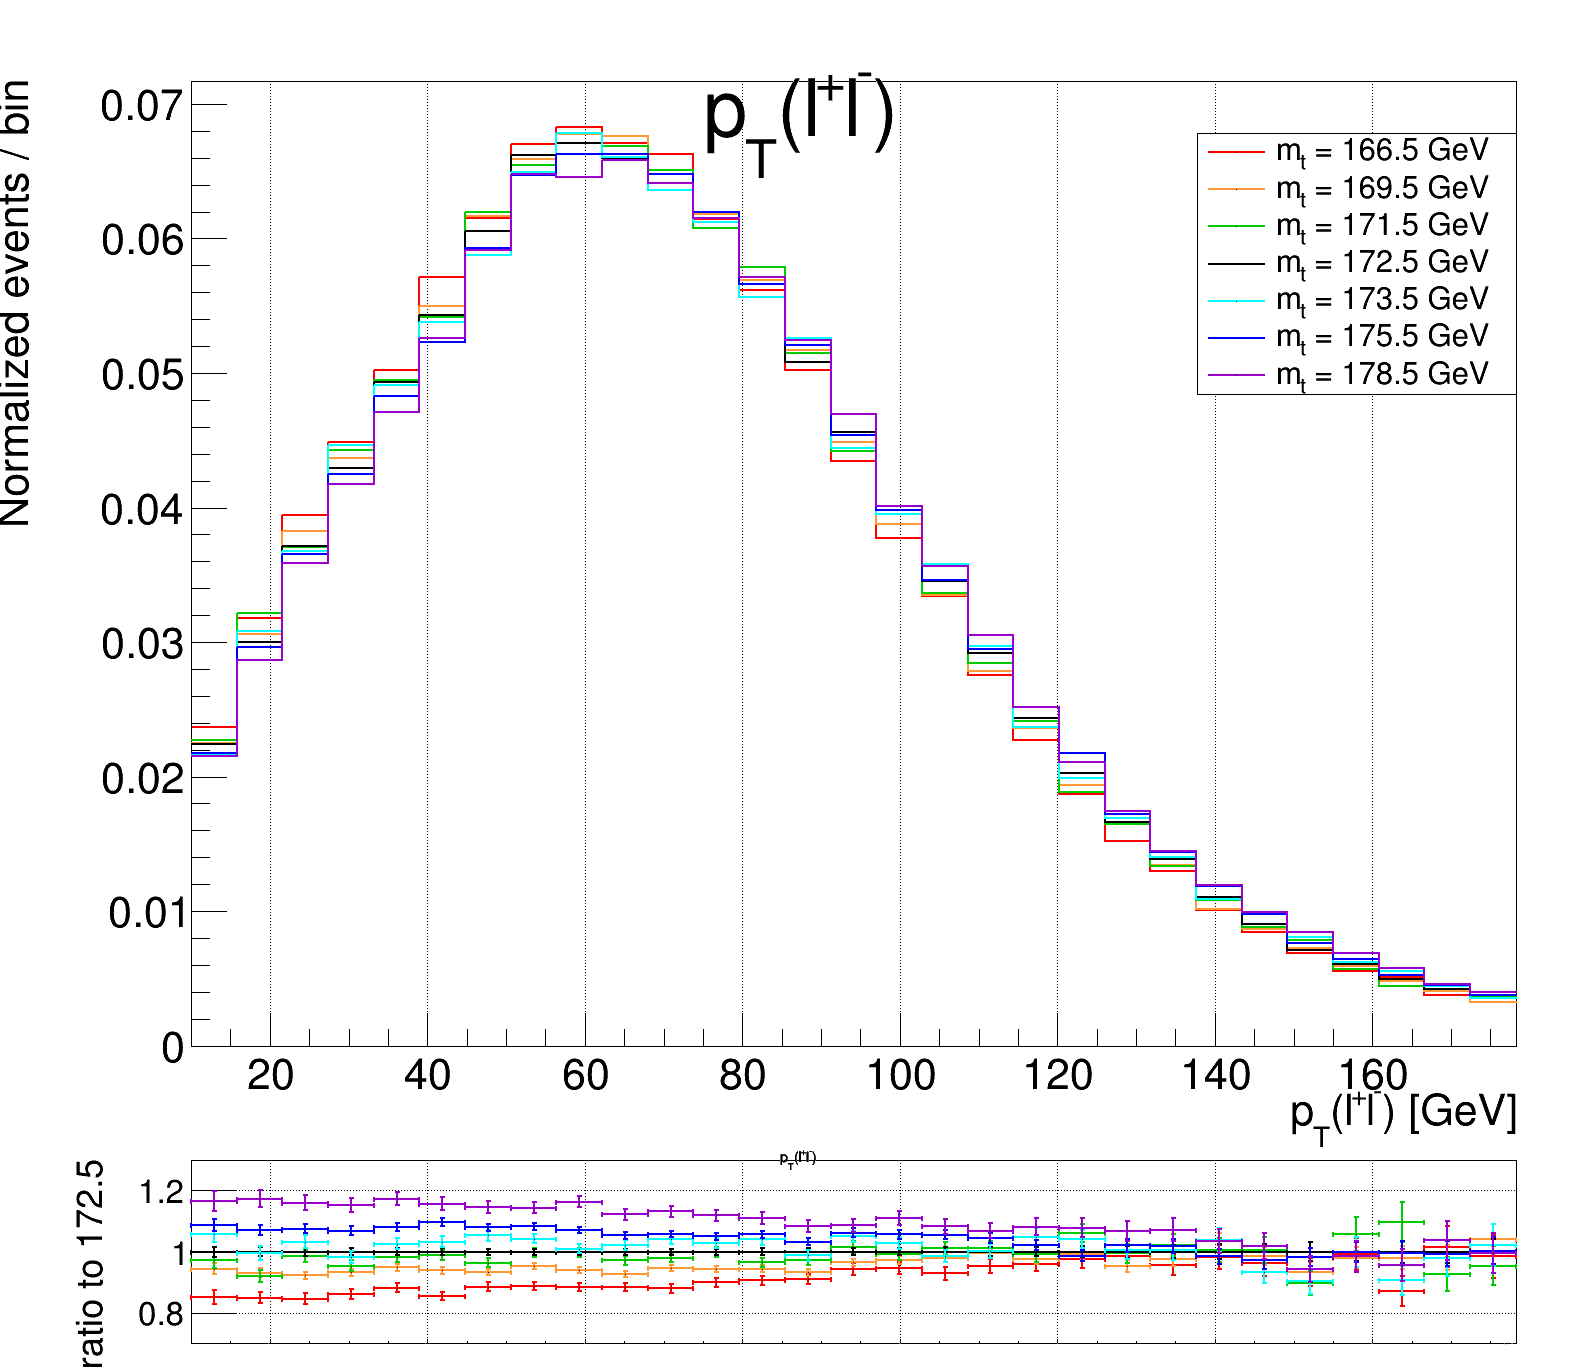 p_T(l⁺l⁻)
Normalized events / bin
0.07
0.06
0.05
0.04
0.03
0.02
0.01
0
m_t = 166.5 GeV
m_t = 169.5 GeV
m_t = 171.5 GeV
m_t = 172.5 GeV
m_t = 173.5 GeV
m_t = 175.5 GeV
m_t = 178.5 GeV
20 40 60 80 100 120 140 160
p_T(l⁺l⁻) [GeV]
p_T(l⁺l⁻)
ratio to 172.5
1.2
1
0.8